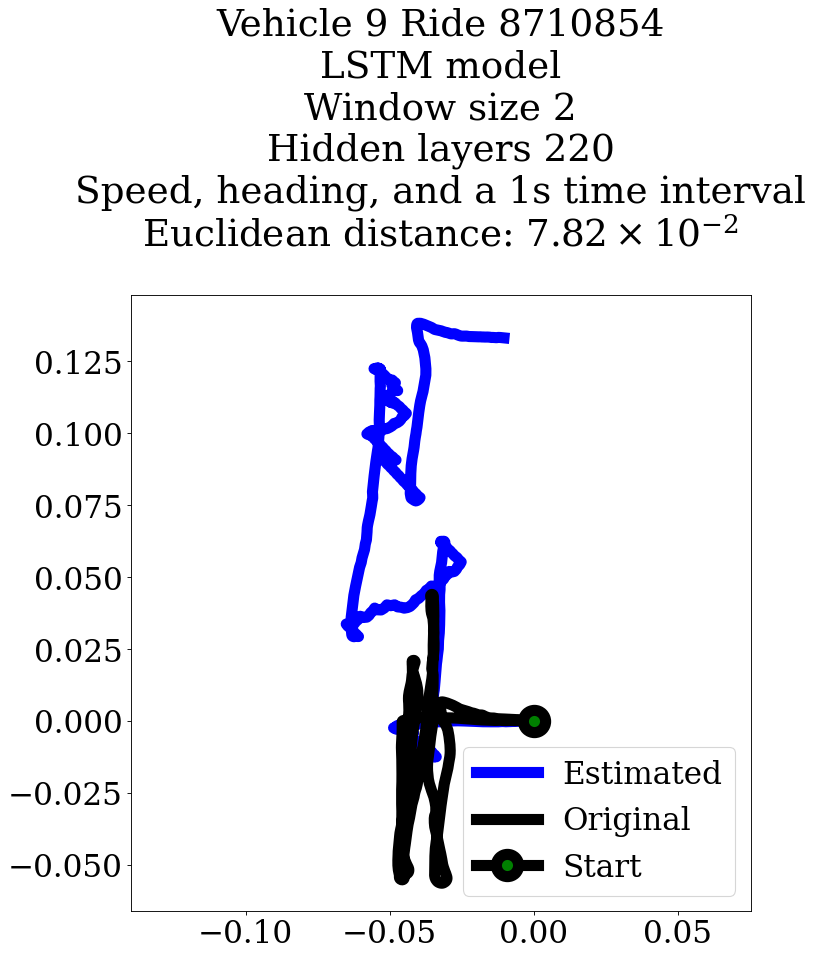 Vehicle 9 Ride 8710854
LSTM model
Window size 2
Hidden layers 220
Speed, heading, and a 1s time interval
Euclidean distance: 7.82 × 10⁻²
0.125
0.100
0.075
0.050
0.025
0.000
−0.025
−0.050
Estimated
Original
Start
−0.10
−0.05
0.00
0.05